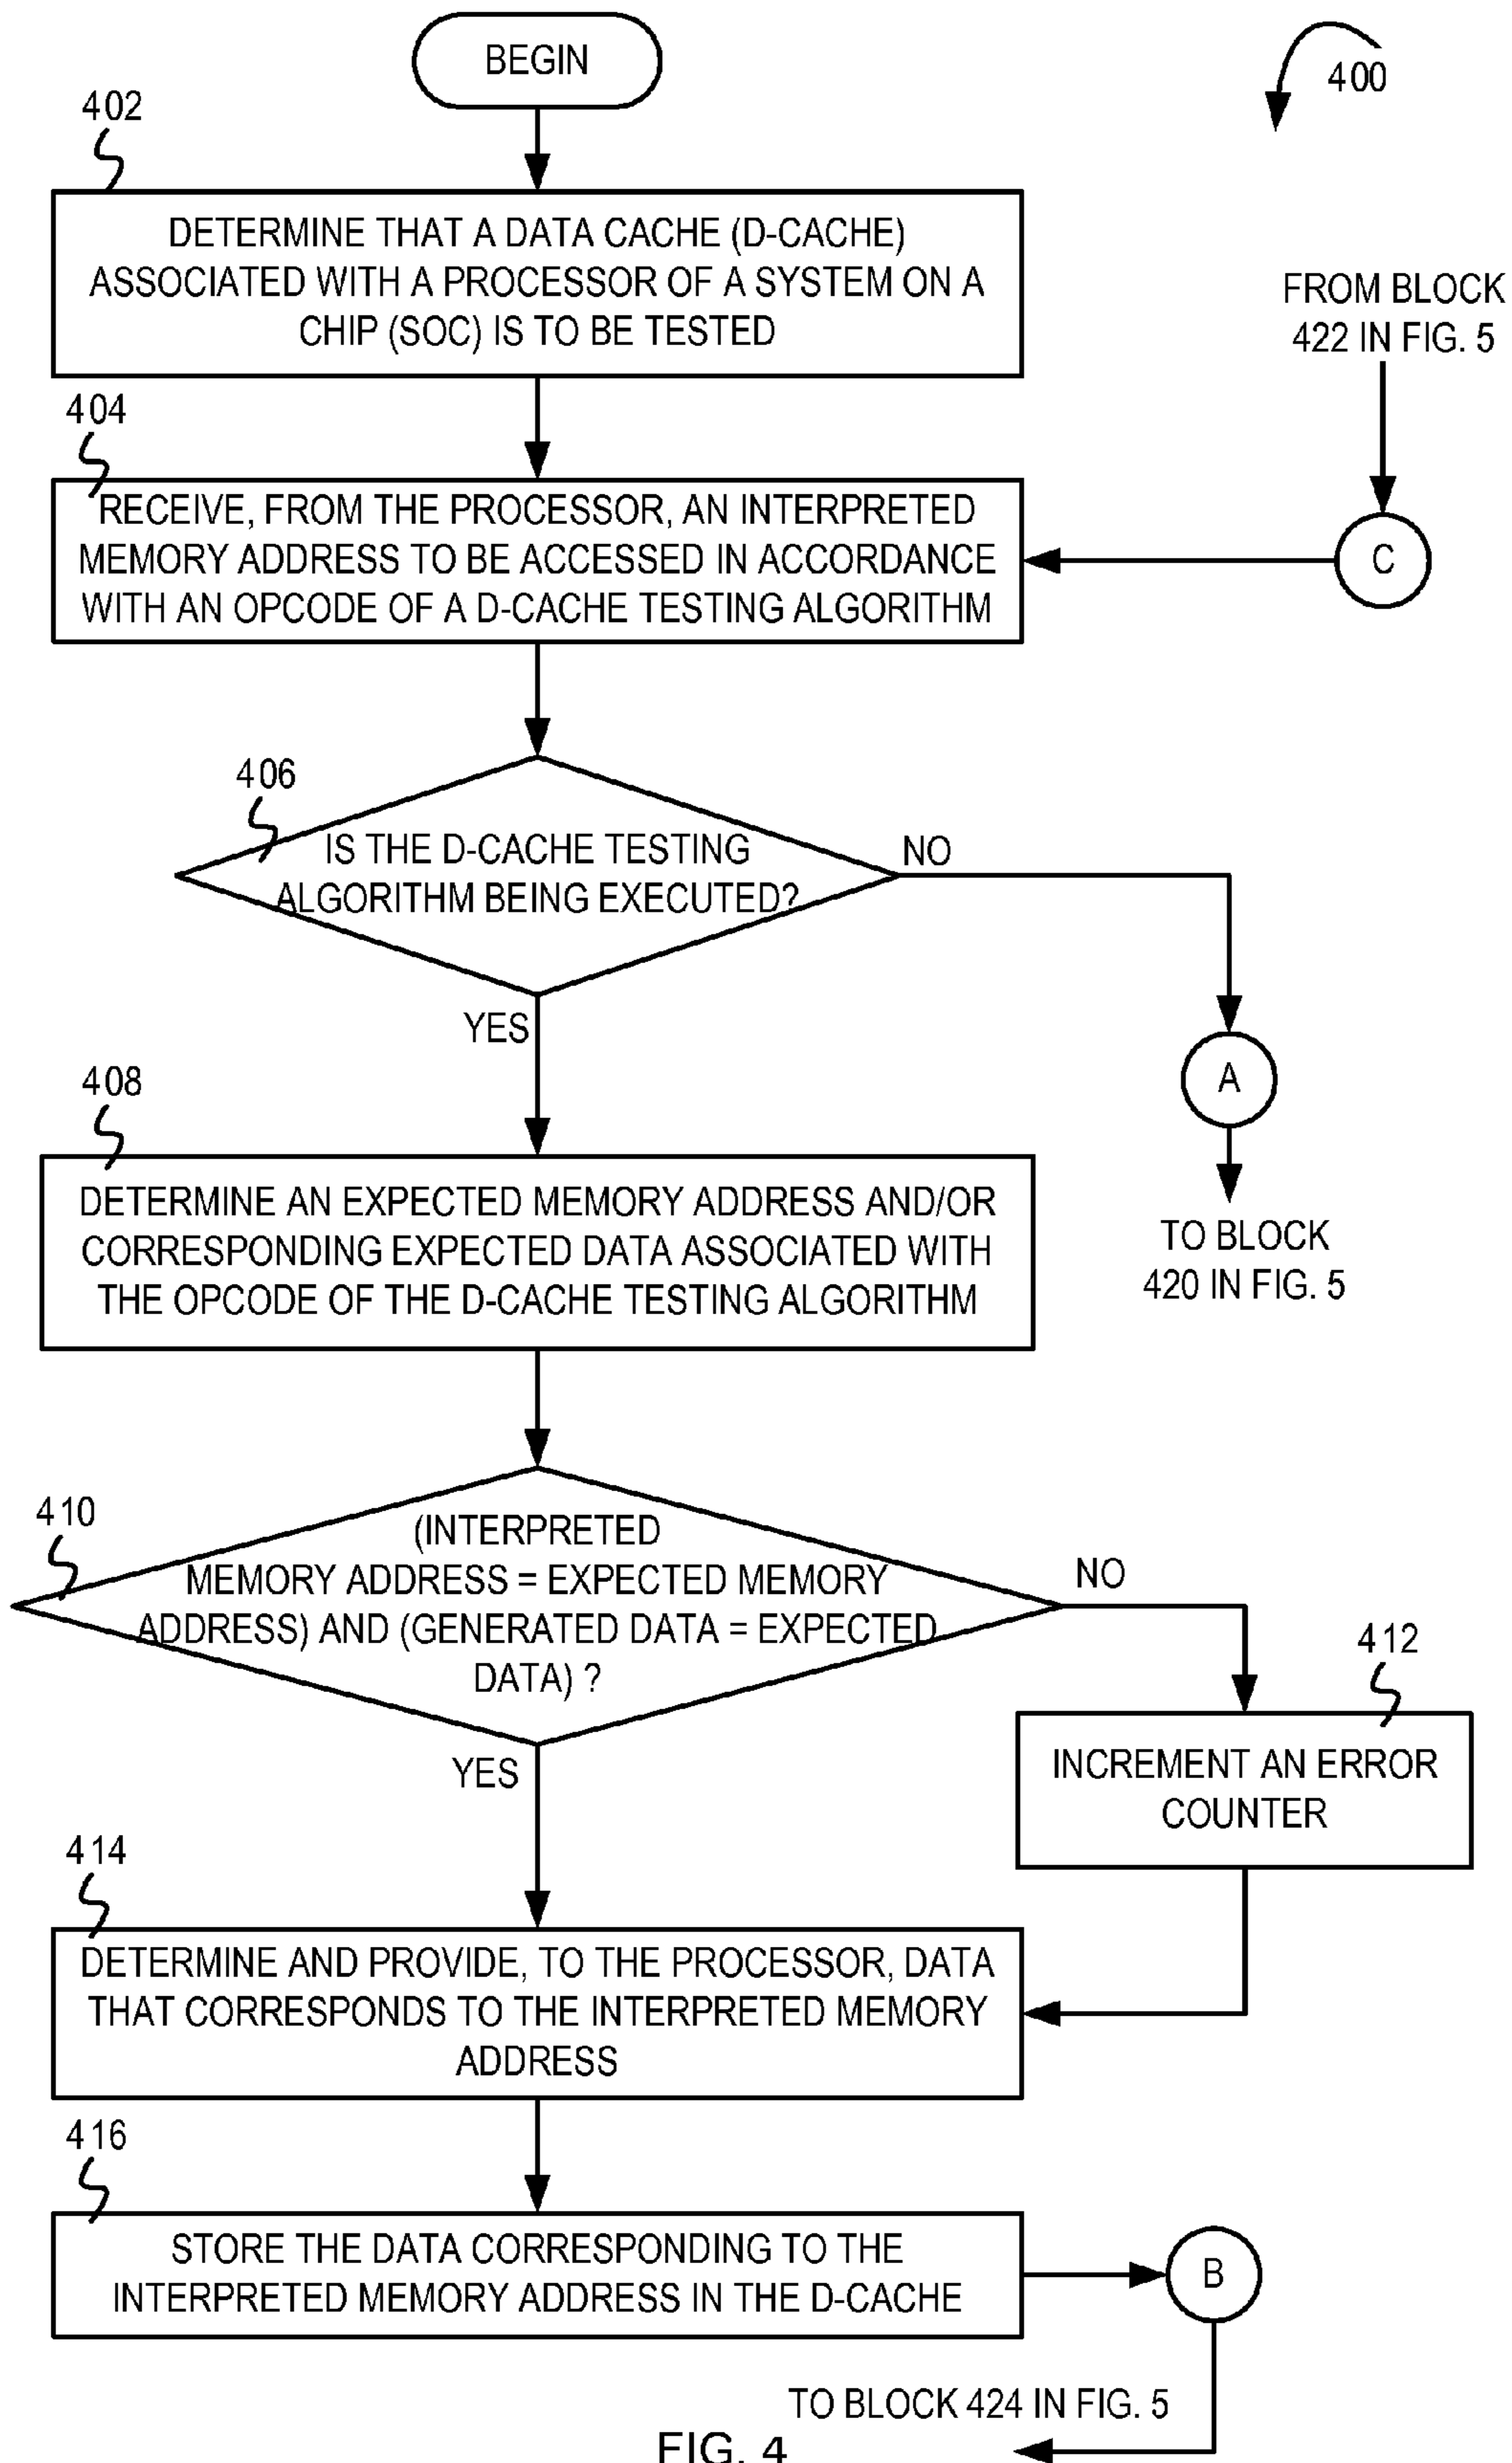 BEGIN
400
402
DETERMINE THAT A DATA CACHE (D-CACHE)
ASSOCIATED WITH A PROCESSOR OF A SYSTEM ON A
CHIP (SOC) IS TO BE TESTED
FROM BLOCK
422 IN FIG. 5
404
RECEIVE, FROM THE PROCESSOR, AN INTERPRETED
MEMORY ADDRESS TO BE ACCESSED IN ACCORDANCE
WITH AN OPCODE OF A D-CACHE TESTING ALGORITHM
C
406
IS THE D-CACHE TESTING
ALGORITHM BEING EXECUTED?
NO
YES
A
TO BLOCK
420 IN FIG. 5
408
DETERMINE AN EXPECTED MEMORY ADDRESS AND/OR
CORRESPONDING EXPECTED DATA ASSOCIATED WITH
THE OPCODE OF THE D-CACHE TESTING ALGORITHM
410
(INTERPRETED
MEMORY ADDRESS = EXPECTED MEMORY
ADDRESS) AND (GENERATED DATA = EXPECTED
DATA) ?
NO
YES
412
INCREMENT AN ERROR
COUNTER
414
DETERMINE AND PROVIDE, TO THE PROCESSOR, DATA
THAT CORRESPONDS TO THE INTERPRETED MEMORY
ADDRESS
416
STORE THE DATA CORRESPONDING TO THE
INTERPRETED MEMORY ADDRESS IN THE D-CACHE
B
TO BLOCK 424 IN FIG. 5
FIG. 4